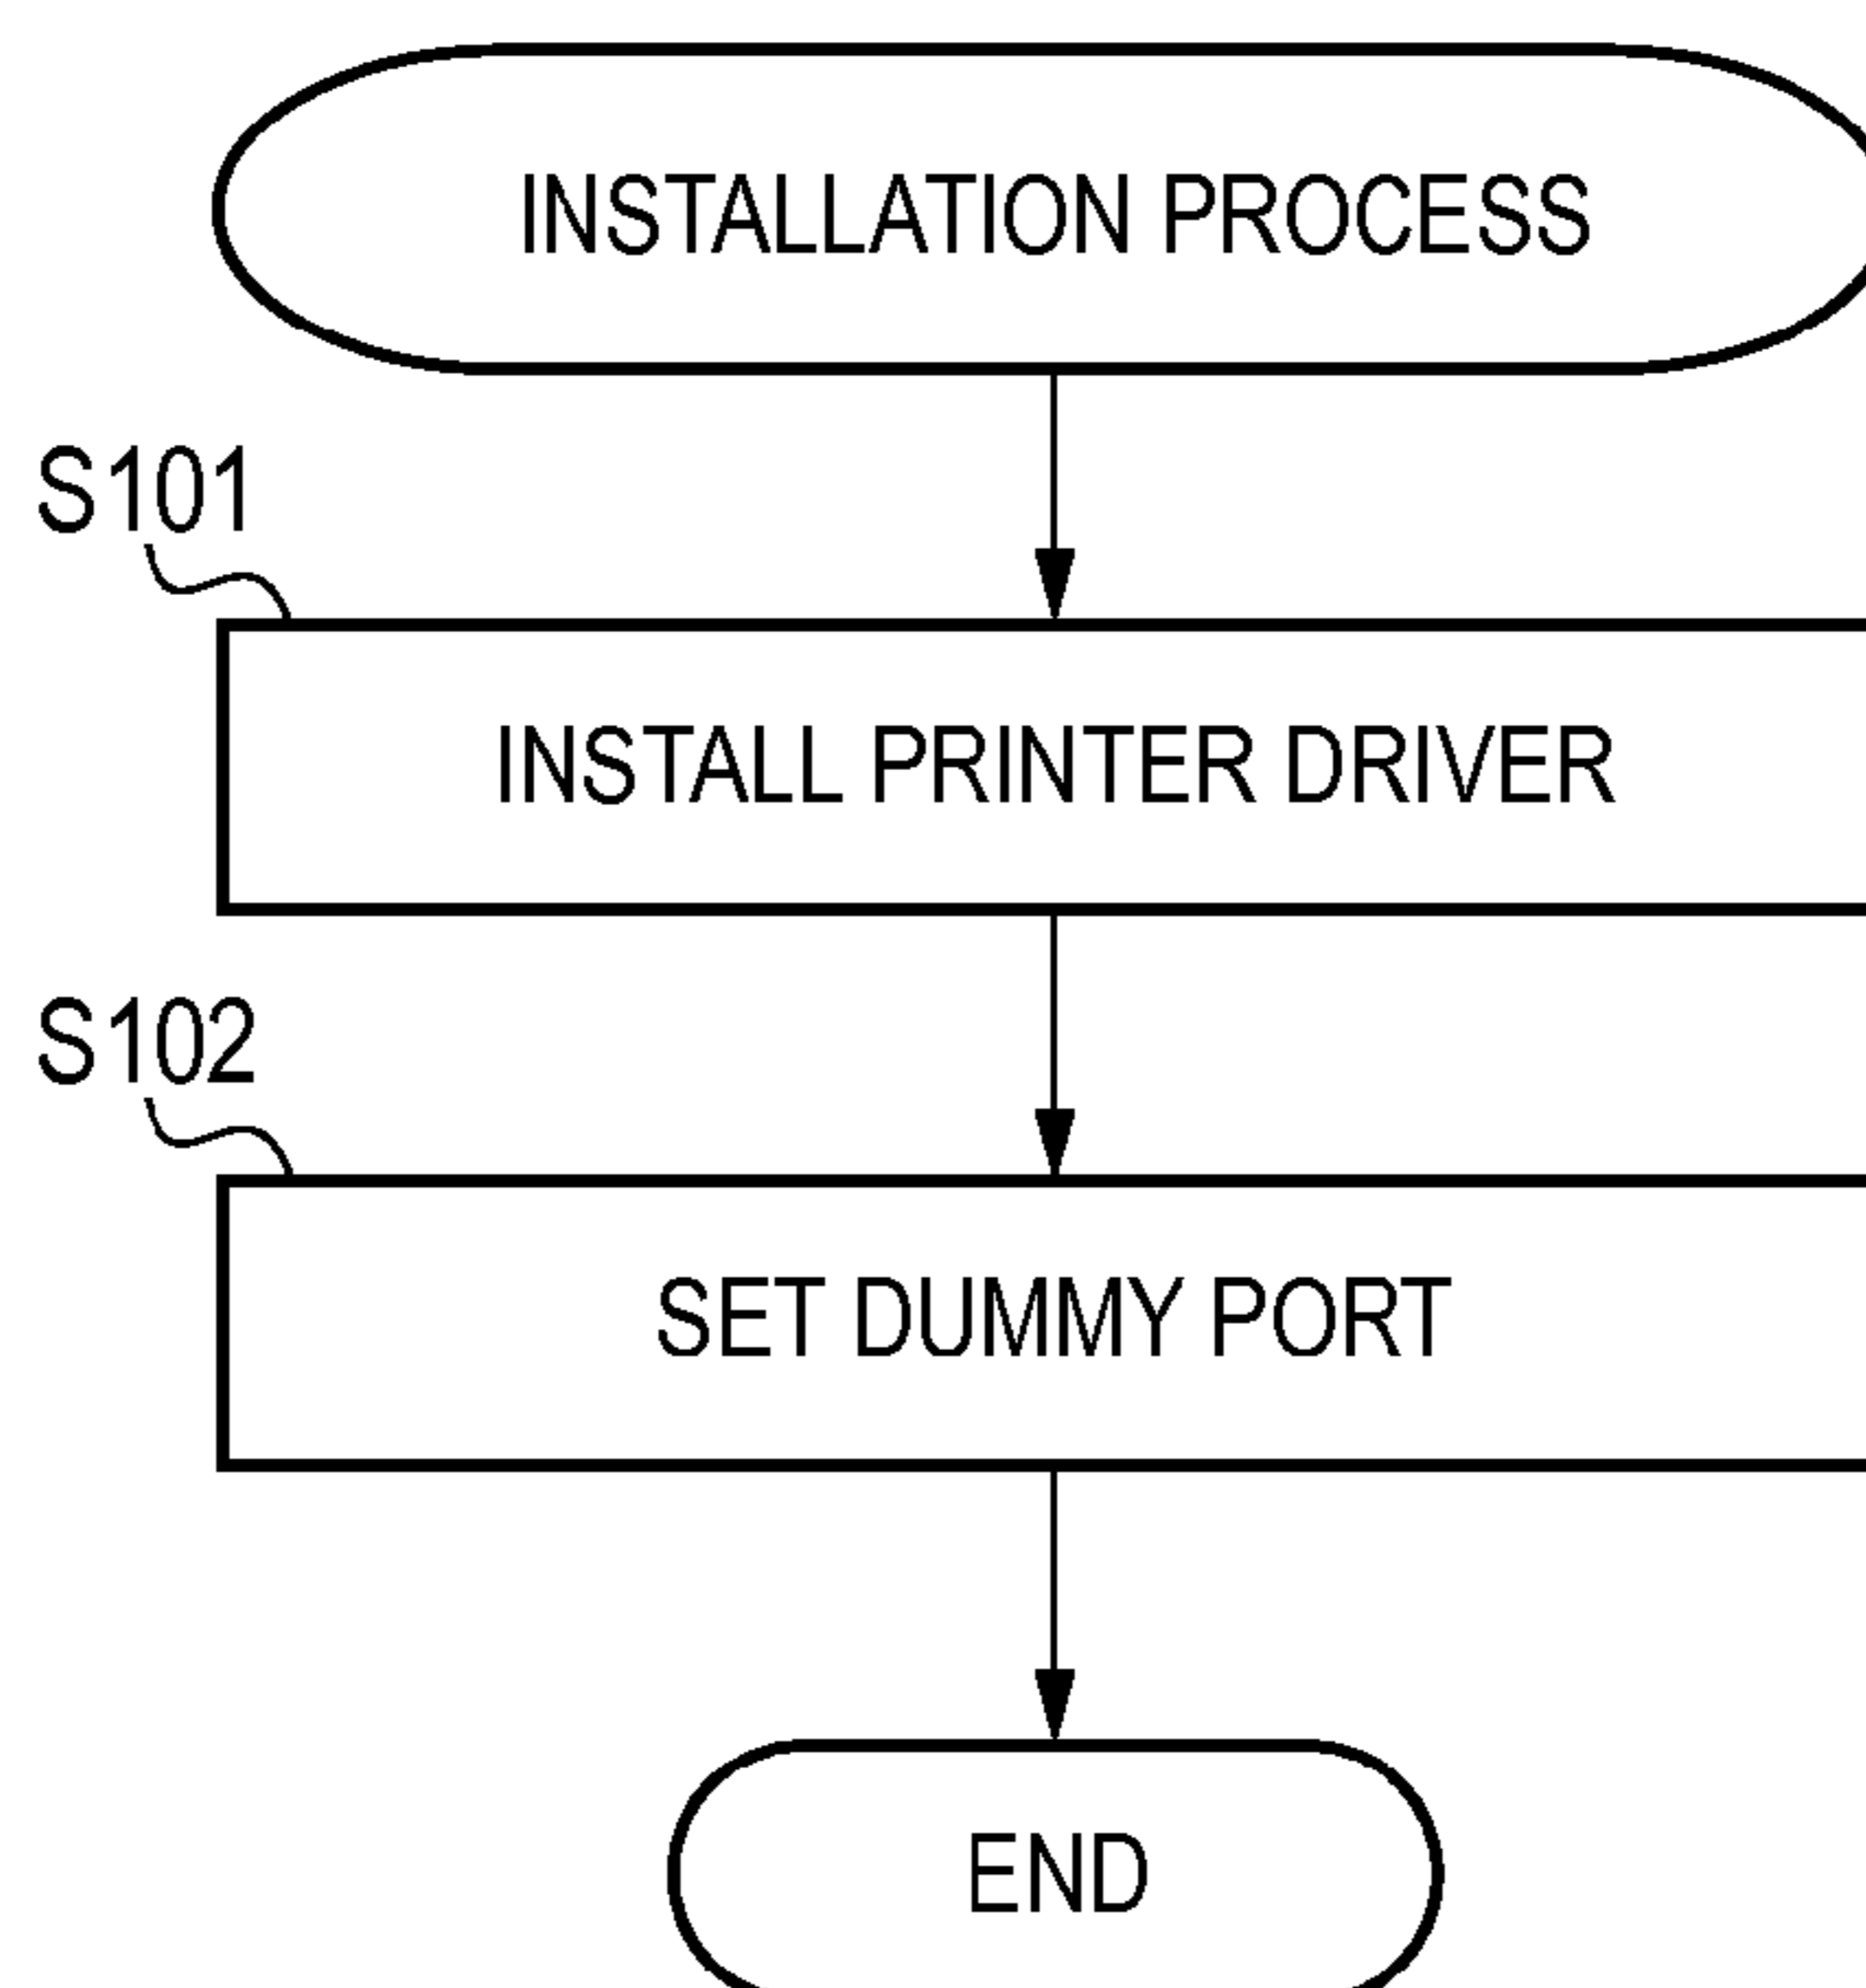 INSTALLATION PROCESS
S101
INSTALL PRINTER DRIVER
S102
SET DUMMY PORT
END